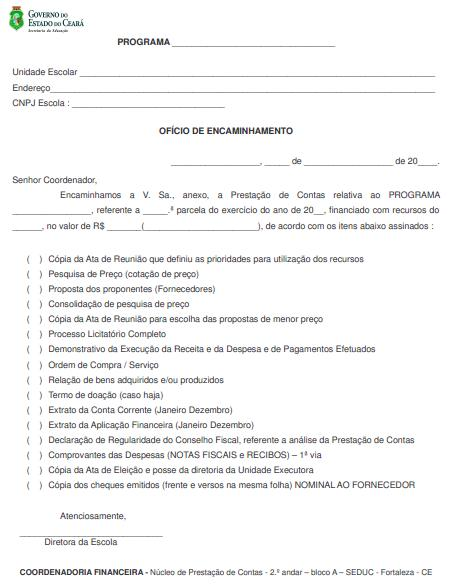 GOVERNO DO
ESTADO DO CEARÁ
Secretaria da Educação
PROGRAMA ________________________________
Unidade Escolar ______________________________________________________________________
Endereço____________________________________________________________________________
CNPJ Escola : ______________________________
OFÍCIO DE ENCAMINHAMENTO
__________________, _____ de __________________ de 20____.
Senhor Coordenador,
Encaminhamos a V. Sa., anexo, a Prestação de Contas relativa ao PROGRAMA
________________, referente a _____.ª parcela do exercício do ano de 20__, financiado com recursos do
______, no valor de R$ _______(_______________________), de acordo com os itens abaixo assinados :
( ) Cópia da Ata de Reunião que definiu as prioridades para utilização dos recursos
( ) Pesquisa de Preço (cotação de preço)
( ) Proposta dos proponentes (Fornecedores)
( ) Consolidação de pesquisa de preço
( ) Cópia da Ata de Reunião para escolha das propostas de menor preço
( ) Processo Licitatório Completo
( ) Demonstrativo da Execução da Receita e da Despesa e de Pagamentos Efetuados
( ) Ordem de Compra / Serviço
( ) Relação de bens adquiridos e/ou produzidos
( ) Termo de doação (caso haja)
( ) Extrato da Conta Corrente (Janeiro Dezembro)
( ) Extrato da Aplicação Financeira (Janeiro Dezembro)
( ) Declaração de Regularidade do Conselho Fiscal, referente a análise da Prestação de Contas
( ) Comprovantes das Despesas (NOTAS FISCAIS e RECIBOS) – 1ª via
( ) Cópia da Ata de Eleição e posse da diretoria da Unidade Executora
( ) Cópia dos cheques emitidos (frente e versos na mesma folha) NOMINAL AO FORNECEDOR
Atenciosamente,
_____________________________
Diretora da Escola
COORDENADORIA FINANCEIRA - Núcleo de Prestação de Contas - 2.º andar – bloco A – SEDUC - Fortaleza - CE